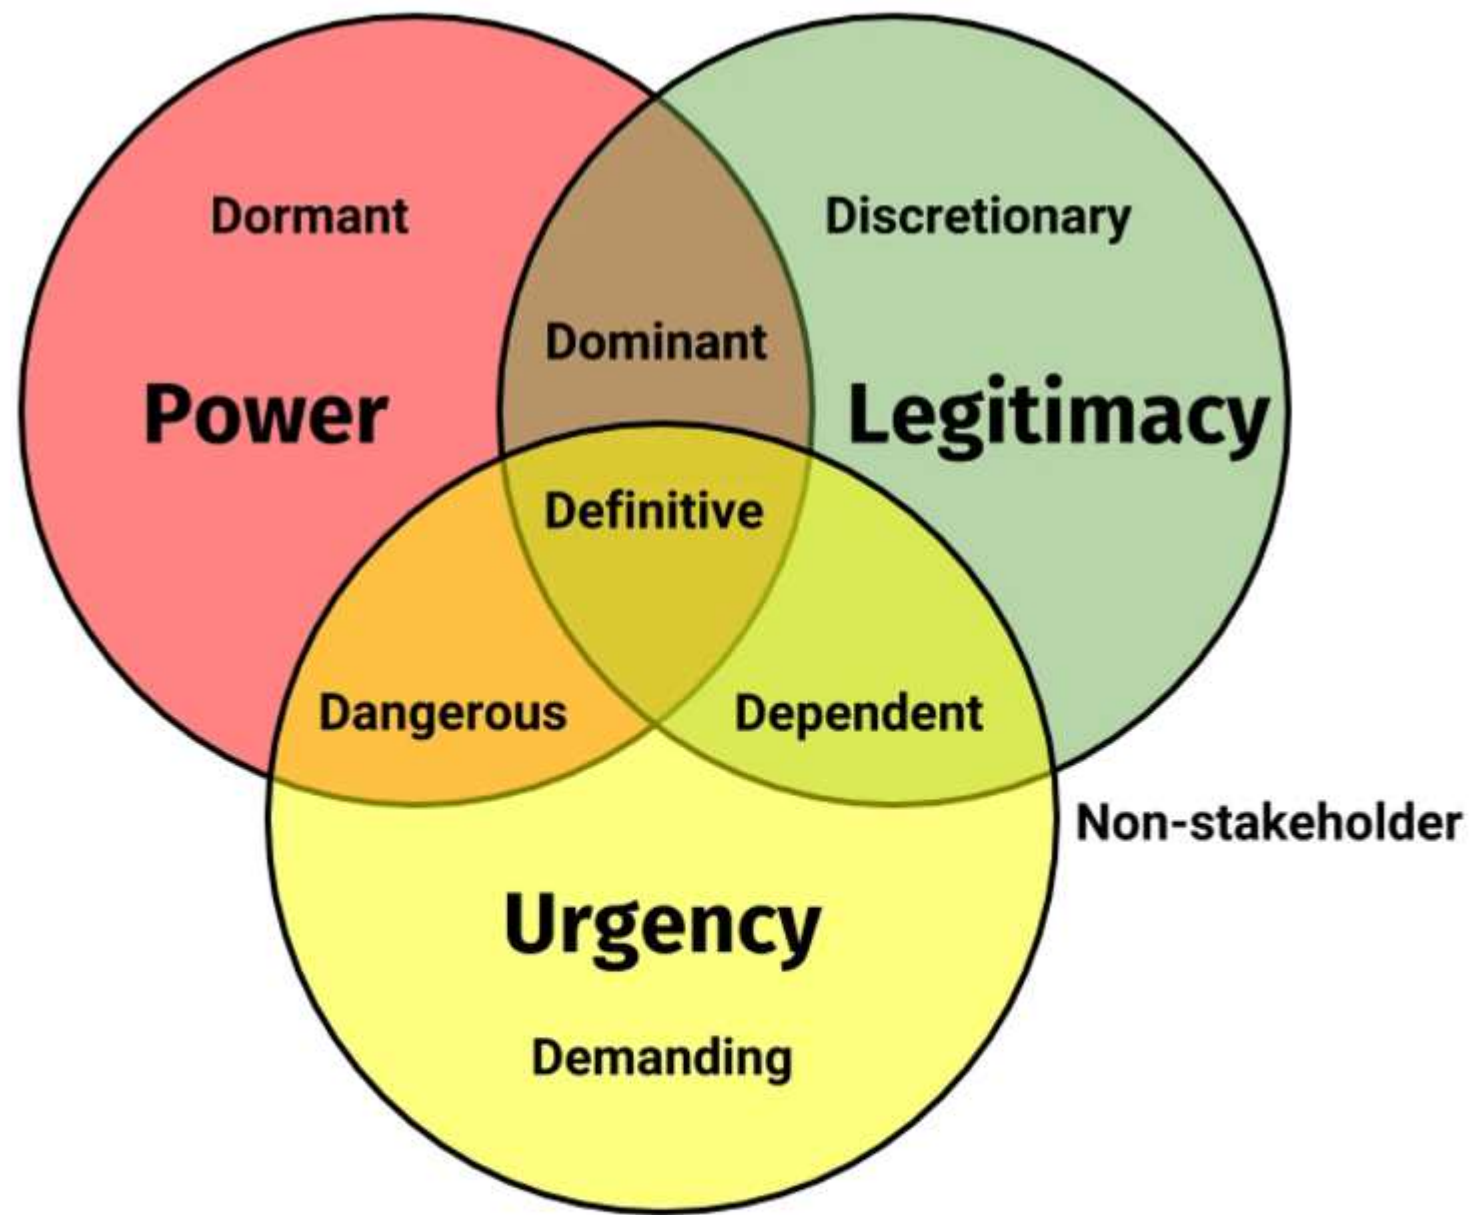 Dormant
Discretionary
Dominant
Power
Legitimacy
Definitive
Dangerous
Dependent
Non-stakeholder
Urgency
Demanding